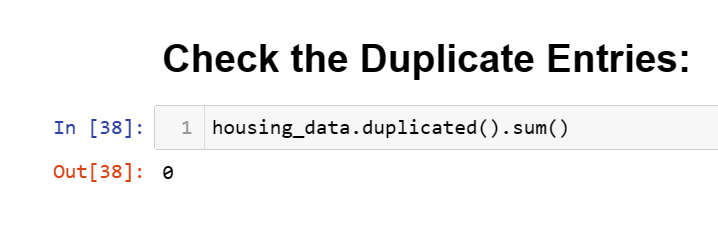 Check the Duplicate Entries:
In [38]: 1 housing_data.duplicated().sum()
Out[38]: 0